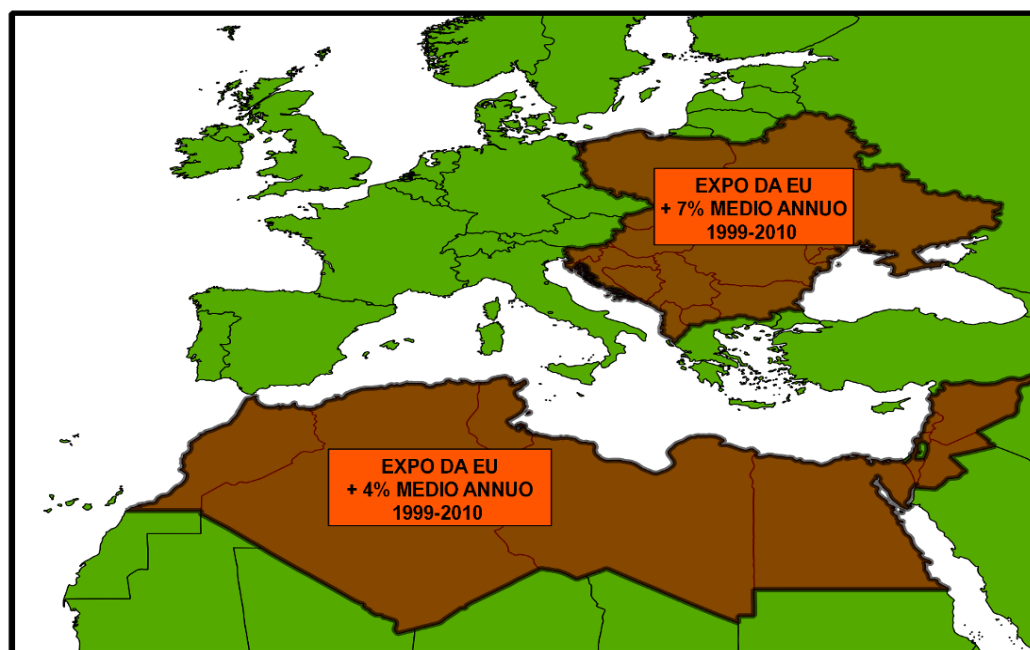 EXPO DA EU
+ 7% MEDIO ANNUO
1999-2010
EXPO DA EU
+ 4% MEDIO ANNUO
1999-2010